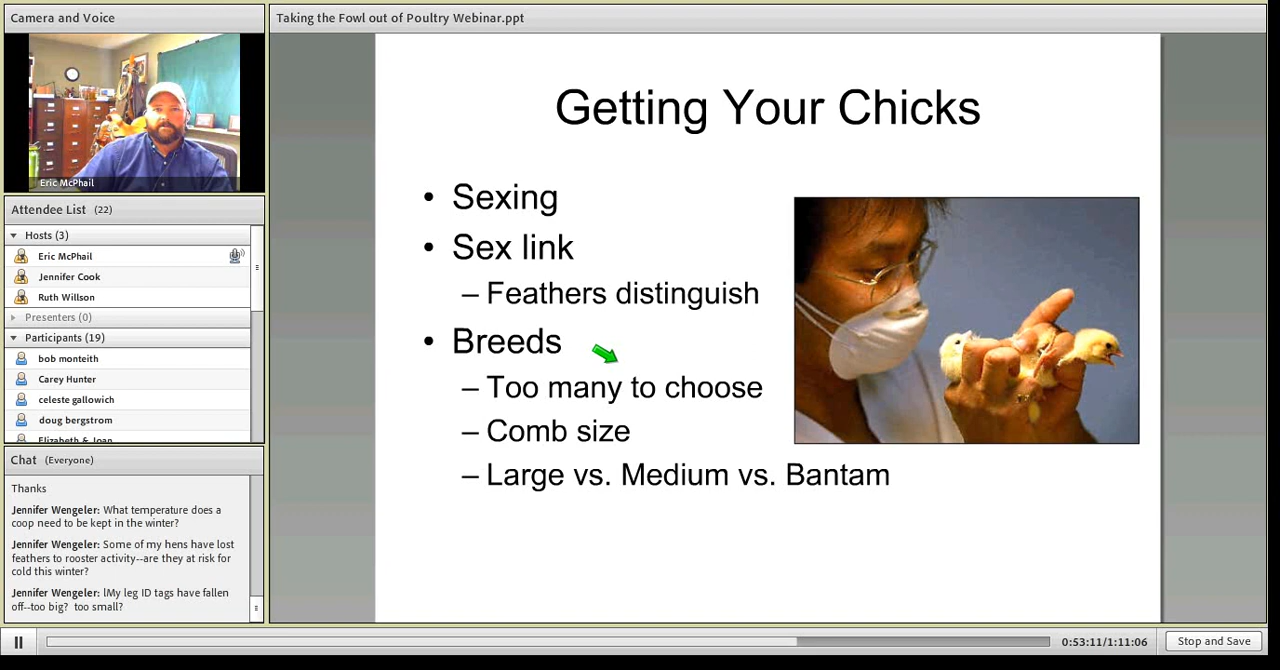 Camera and Voice
Eric McPhail
Attendee List (22)
Hosts (3)
Eric McPhail
Jennifer Cook
Ruth Willson
Presenters (0)
Participants (19)
bob monteith
Carey Hunter
celeste gallowich
doug bergstrom
Elizabeth & Joan
Chat (Everyone)
Thanks
Jennifer Wengeler: What temperature does a
coop need to be kept in the winter?
Jennifer Wengeler: Some of my hens have lost
feathers to rooster activity--are they at risk for
cold this winter?
Jennifer Wengeler: lMy leg ID tags have fallen
off--too big? too small?
Taking the Fowl out of Poultry Webinar.ppt
Getting Your Chicks
• Sexing
• Sex link
– Feathers distinguish
• Breeds
– Too many to choose
– Comb size
– Large vs. Medium vs. Bantam
0:53:11/1:11:06
Stop and Save